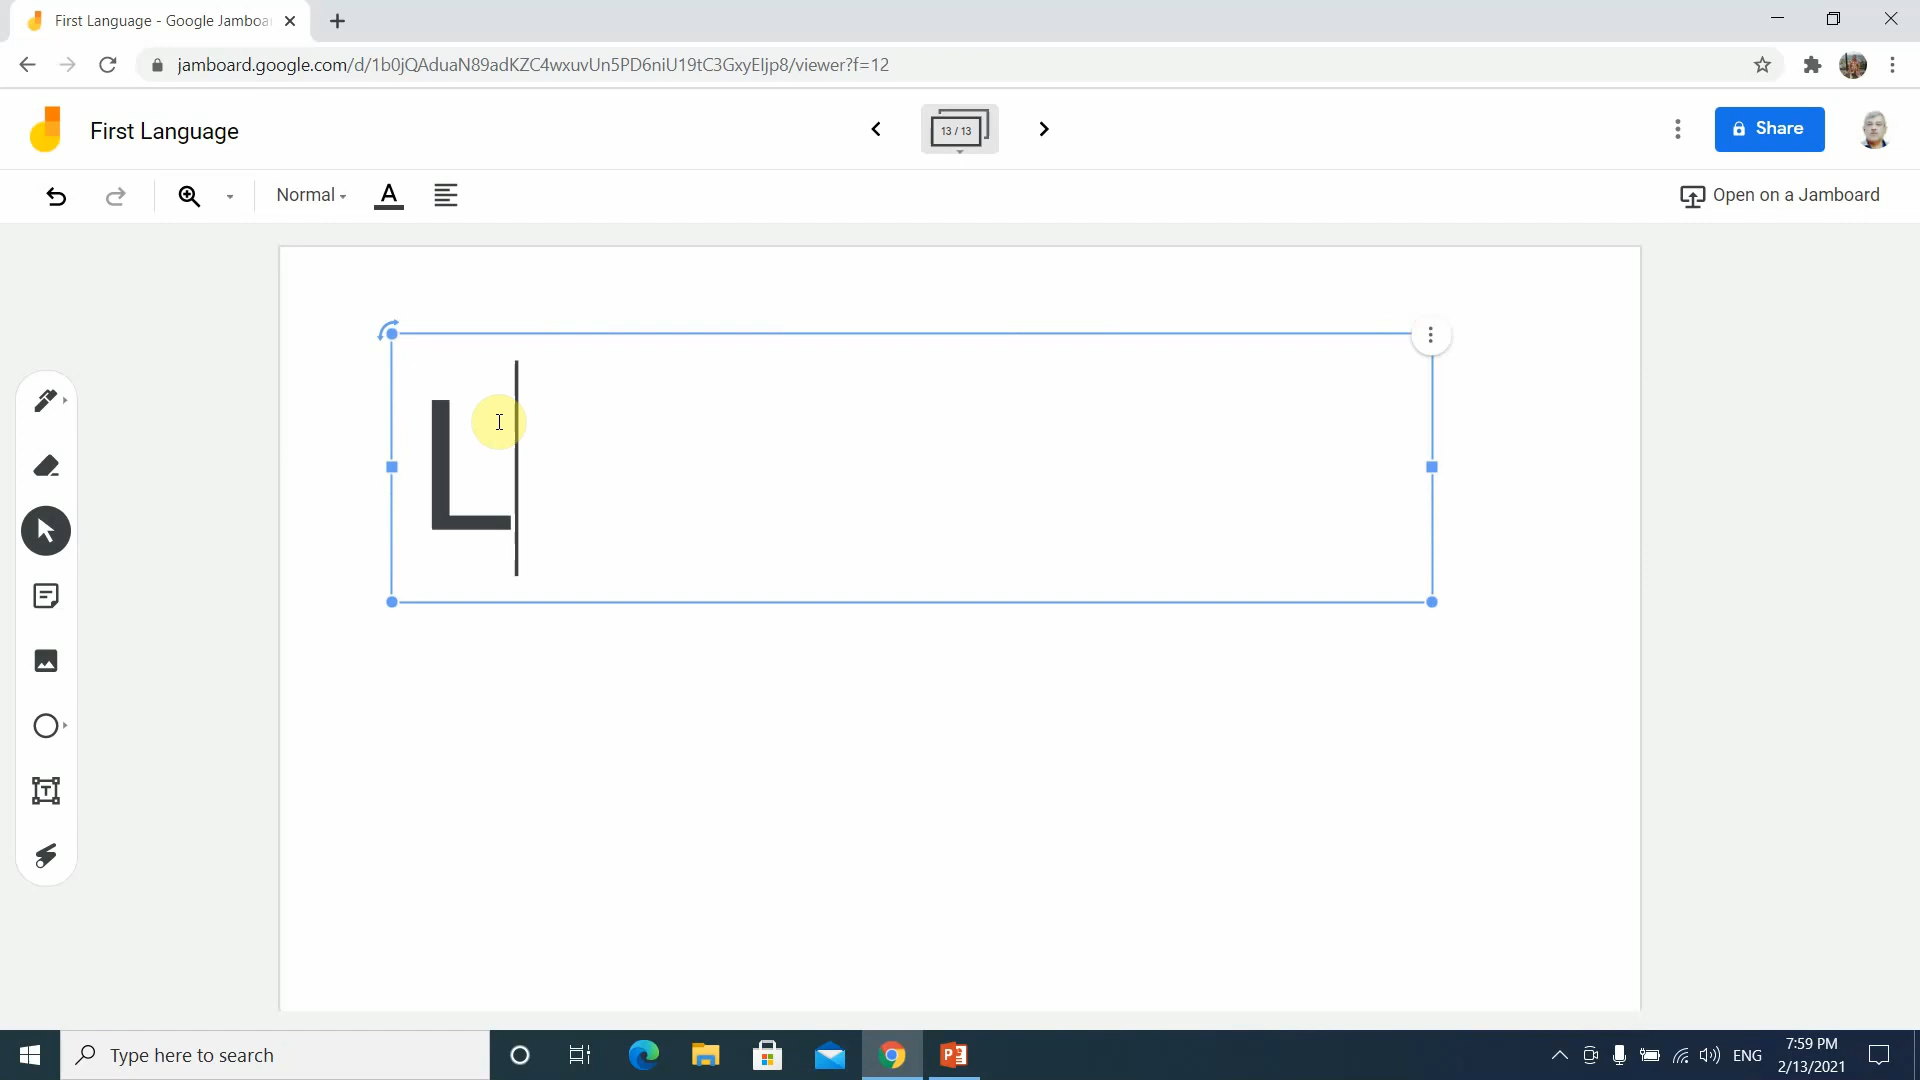 First Language - Google Jamboa
jamboard.google.com/d/1b0jQAduaN89adKZC4wxuvUn5PD6niU19tC3GxyEljp8/viewer?f=12
First Language
13 / 13
Share
Normal
A
Open on a Jamboard
L
Type here to search
ENG
7:59 PM
2/13/2021